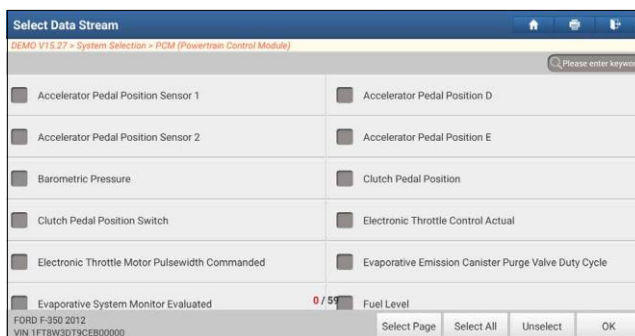 Select Data Stream
DEMO V15.27 > System Selection > PCM (Powertrain Control Module)
Please enter keywor
Accelerator Pedal Position Sensor 1
Accelerator Pedal Position D
Accelerator Pedal Position Sensor 2
Accelerator Pedal Position E
Barometric Pressure
Clutch Pedal Position
Clutch Pedal Position Switch
Electronic Throttle Control Actual
Electronic Throttle Motor Pulsewidth Commanded
Evaporative Emission Canister Purge Valve Duty Cycle
Evaporative System Monitor Evaluated
0 / 59
Fuel Level
FORD F-350 2012
VIN 1FT8W3DT9CEB00000
Select Page
Select All
Unselect
OK